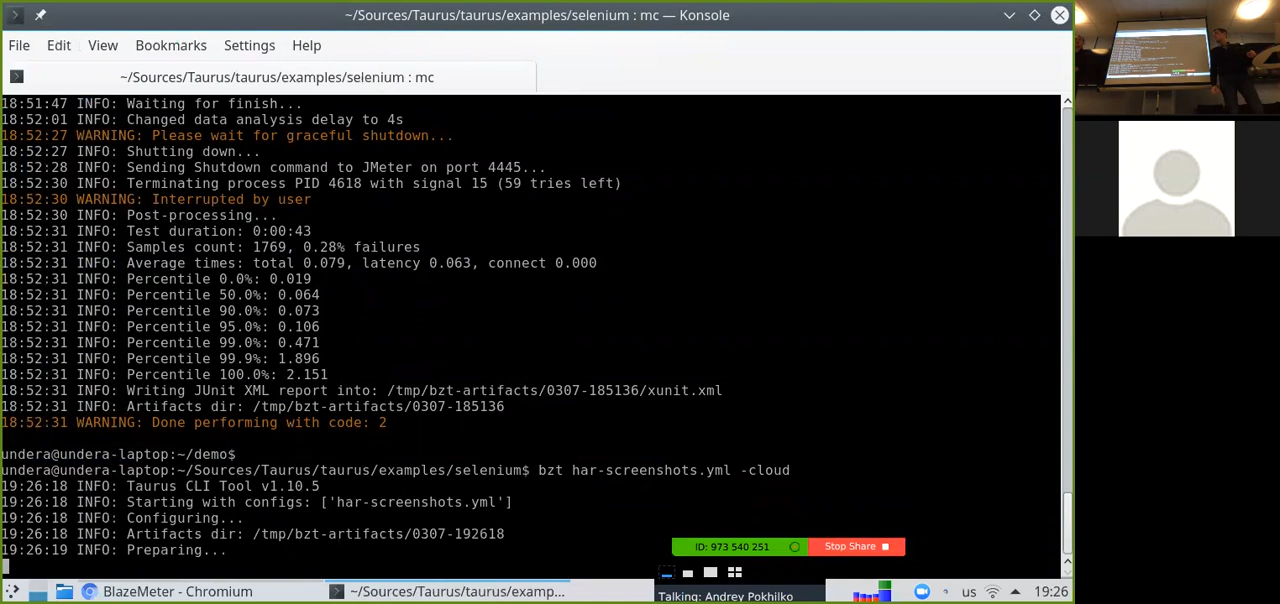 ~/Sources/Taurus/taurus/examples/selenium : mc — Konsole
File Edit View Bookmarks Settings Help
~/Sources/Taurus/taurus/examples/selenium : mc
18:51:47 INFO: Waiting for finish...
18:52:01 INFO: Changed data analysis delay to 4s
18:52:27 WARNING: Please wait for graceful shutdown...
18:52:27 INFO: Shutting down...
18:52:28 INFO: Sending Shutdown command to JMeter on port 4445...
18:52:30 INFO: Terminating process PID 4618 with signal 15 (59 tries left)
18:52:30 WARNING: Interrupted by user
18:52:30 INFO: Post-processing...
18:52:31 INFO: Test duration: 0:00:43
18:52:31 INFO: Samples count: 1769, 0.28% failures
18:52:31 INFO: Average times: total 0.079, latency 0.063, connect 0.000
18:52:31 INFO: Percentile 0.0%: 0.019
18:52:31 INFO: Percentile 50.0%: 0.064
18:52:31 INFO: Percentile 90.0%: 0.073
18:52:31 INFO: Percentile 95.0%: 0.106
18:52:31 INFO: Percentile 99.0%: 0.471
18:52:31 INFO: Percentile 99.9%: 1.896
18:52:31 INFO: Percentile 100.0%: 2.151
18:52:31 INFO: Writing JUnit XML report into: /tmp/bzt-artifacts/0307-185136/xunit.xml
18:52:31 INFO: Artifacts dir: /tmp/bzt-artifacts/0307-185136
18:52:31 WARNING: Done performing with code: 2
undera@undera-laptop:~/demo$
undera@undera-laptop:~/Sources/Taurus/taurus/examples/selenium$ bzt har-screenshots.yml -cloud
19:26:18 INFO: Taurus CLI Tool v1.10.5
19:26:18 INFO: Starting with configs: ['har-screenshots.yml']
19:26:18 INFO: Configuring...
19:26:18 INFO: Artifacts dir: /tmp/bzt-artifacts/0307-192618
19:26:19 INFO: Preparing...
ID: 973 540 251 Stop Share
BlazeMeter - Chromium
~/Sources/Taurus/taurus/examp...
Talking: Andrey Pokhilko
us 19:26